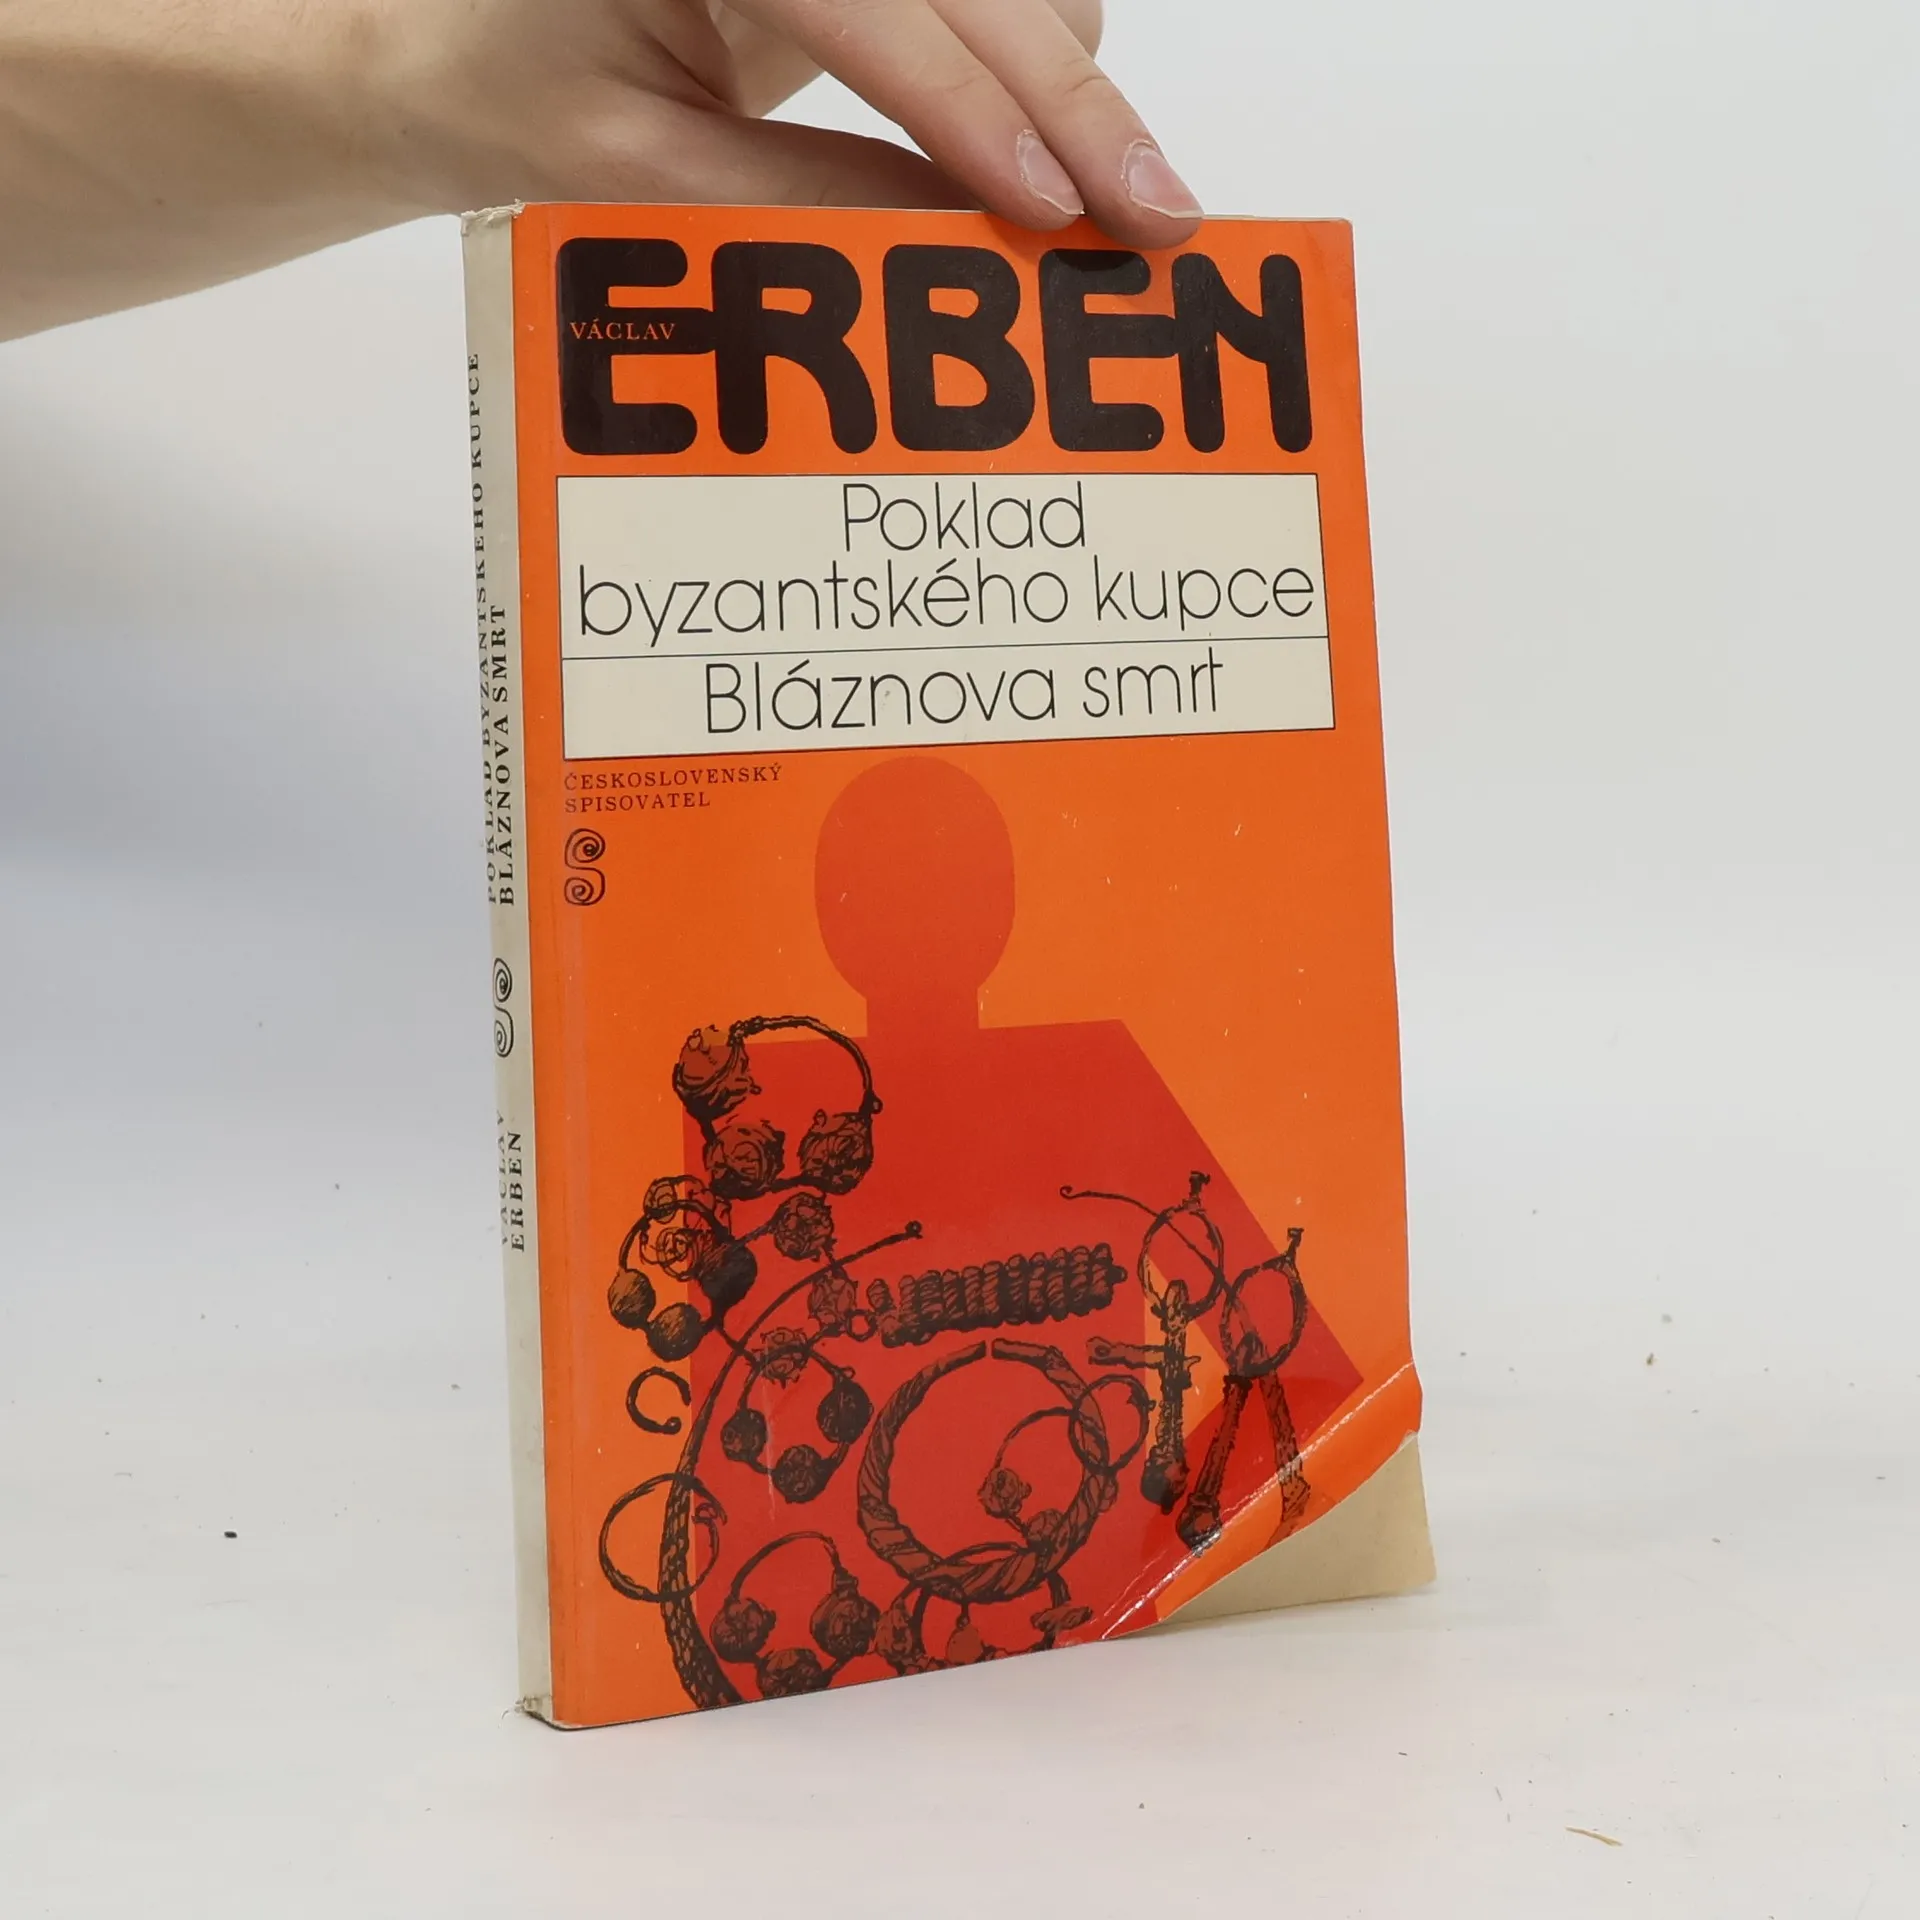 VÁCLAV
ERBEN
Poklad
byzantského kupce
Bláznova smrt
ČESKOSLOVENSKÝ
SPISOVATEL
POKLAD BYZANTSKÉHO KUPCE
BLÁZNOVA SMRT
VÁCLAV
ERBEN